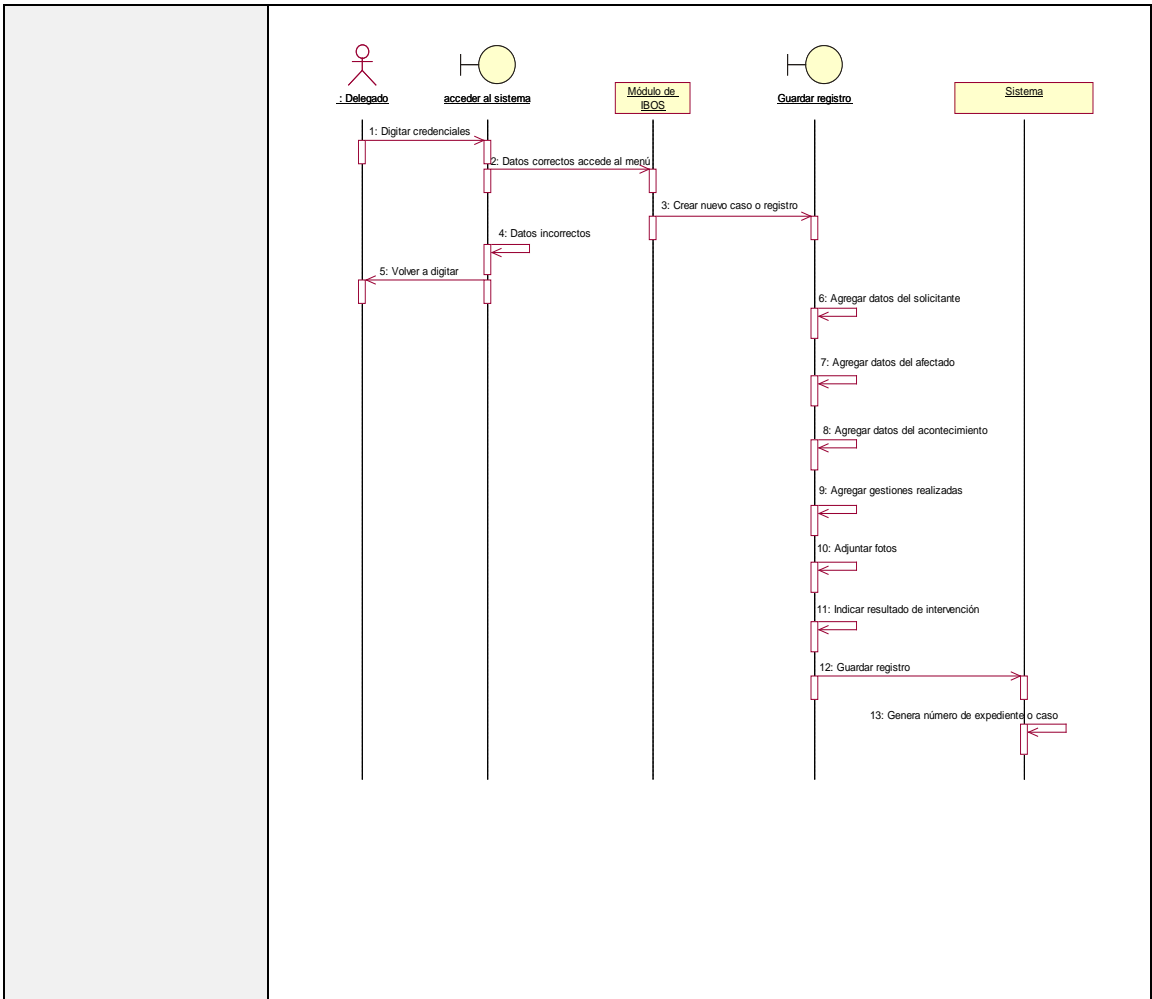 : Delegado
acceder al sistema
Módulo de
IBOS
Guardar registro
Sistema
1: Digitar credenciales
2: Datos correctos accede al menú
3: Crear nuevo caso o registro
4: Datos incorrectos
5: Volver a digitar
6: Agregar datos del solicitante
7: Agregar datos del afectado
8: Agregar datos del acontecimiento
9: Agregar gestiones realizadas
10: Adjuntar fotos
11: Indicar resultado de intervención
12: Guardar registro
13: Genera número de expediente o caso